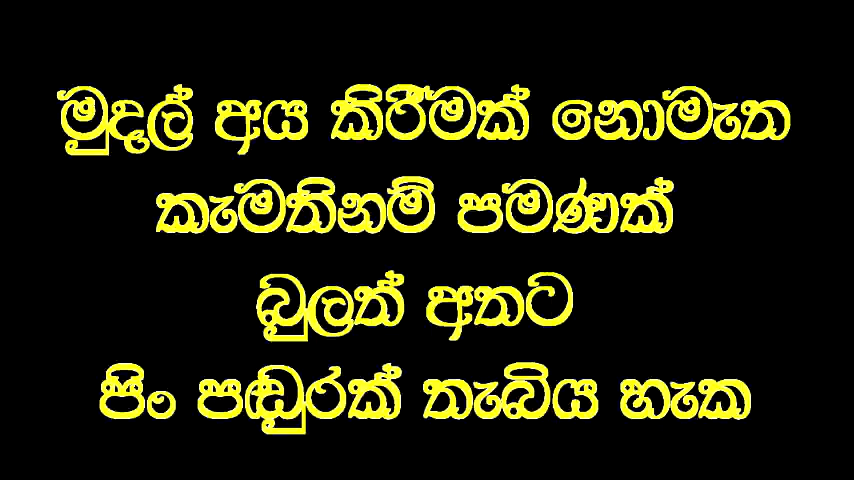 මුදල් අය කිරීමක් නොමැත
කැමතිනම් පමණක්
බුලත් අතට
පිං පඬුරක් තැබිය හැක